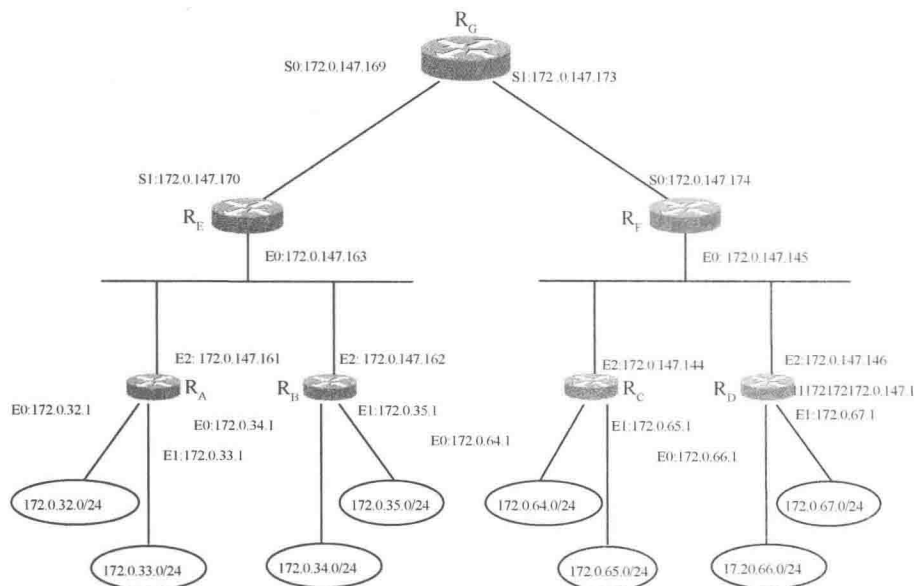 R_G
S0:172.0.147.169
S1:172 .0.147.173
S1:172.0.147.170
S0:172.0.147.174
R_E
R_F
E0:172.0.147.163
E0: 172.0.147.145
E2: 172.0.147.161
E2: 172.0.147.162
E2:172.0.147.144
E2:172.0.147.146
R_A
R_B
R_C
R_D
11172172172.0.147.1
E0:172.0.32.1
E0:172.0.34.1
E1:172.0.35.1
E1:172.0.65.1
E1:172.0.67.1
E1:172.0.33.1
E0:172.0.64.1
E0:172.0.66.1
172.0.32.0/24
172.0.35.0/24
172.0.64.0/24
172.0.67.0/24
172.0.33.0/24
172.0.34.0/24
172.0.65.0/24
17.20.66.0/24